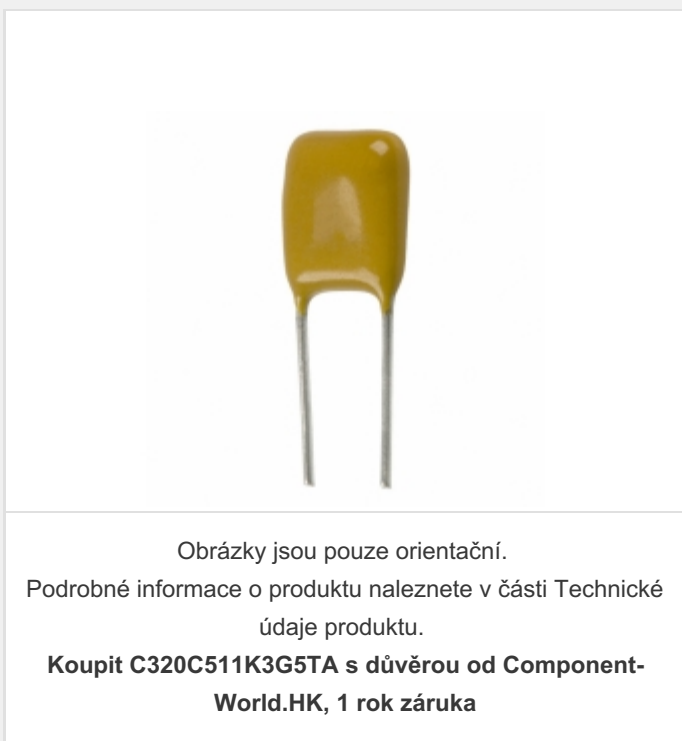 Obrázky jsou pouze orientační.
Podrobné informace o produktu naleznete v části Technické
údaje produktu.
Koupit C320C511K3G5TA s důvěrou od Component-
World.HK, 1 rok záruka